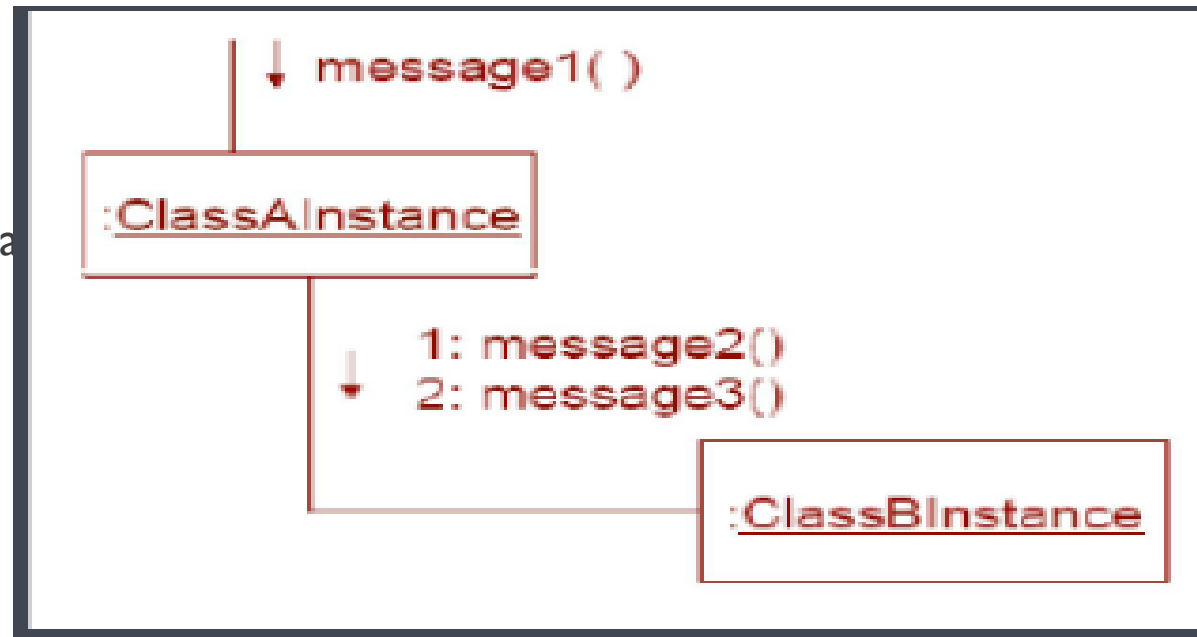 message1( )
:ClassAInstance
a
1: message2()
2: message3()
:ClassBInstance